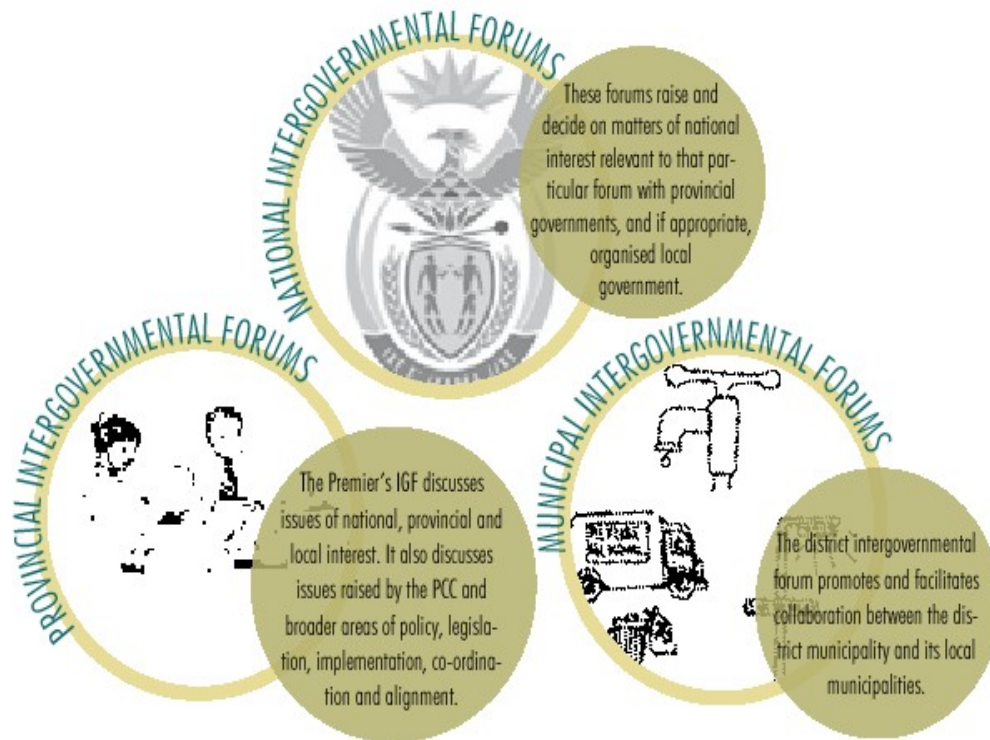 NATIONAL INTERGOVERNMENTAL FORUMS
These forums raise and
decide on matters of national
interest relevant to that par-
ticular forum with provincial
governments, and if appropriate,
organised local
government.
PROVINCIAL INTERGOVERNMENTAL FORUMS
The Premier's IGF discusses
issues of national, provincial and
local interest. It also discusses
issues raised by the PCC and
broader areas of policy, legisla-
tion, implementation, co-ordina-
tion and alignment.
MUNICIPAL INTERGOVERNMENTAL FORUMS
The district intergovernmental
forum promotes and facilitates
collaboration between the dis-
trict municipality and its local
municipalities.